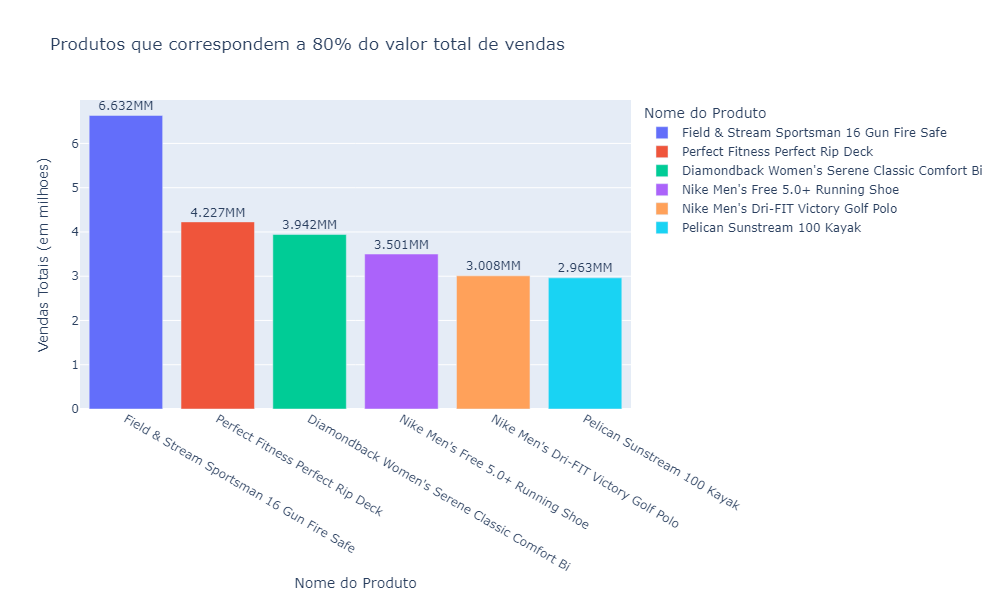 Produtos que correspondem a 80% do valor total de vendas
Vendas Totais (em milhoes)
6
5
4
3
2
1
0
6.632MM
4.227MM
3.942MM
3.501MM
3.008MM
2.963MM
Field & Stream Sportsman 16 Gun Fire Safe
Perfect Fitness Perfect Rip Deck
Diamondback Women's Serene Classic Comfort Bi
Nike Men's Free 5.0+ Running Shoe
Nike Men's Dri-FIT Victory Golf Polo
Pelican Sunstream 100 Kayak
Nome do Produto
Nome do Produto
Field & Stream Sportsman 16 Gun Fire Safe
Perfect Fitness Perfect Rip Deck
Diamondback Women's Serene Classic Comfort Bi
Nike Men's Free 5.0+ Running Shoe
Nike Men's Dri-FIT Victory Golf Polo
Pelican Sunstream 100 Kayak